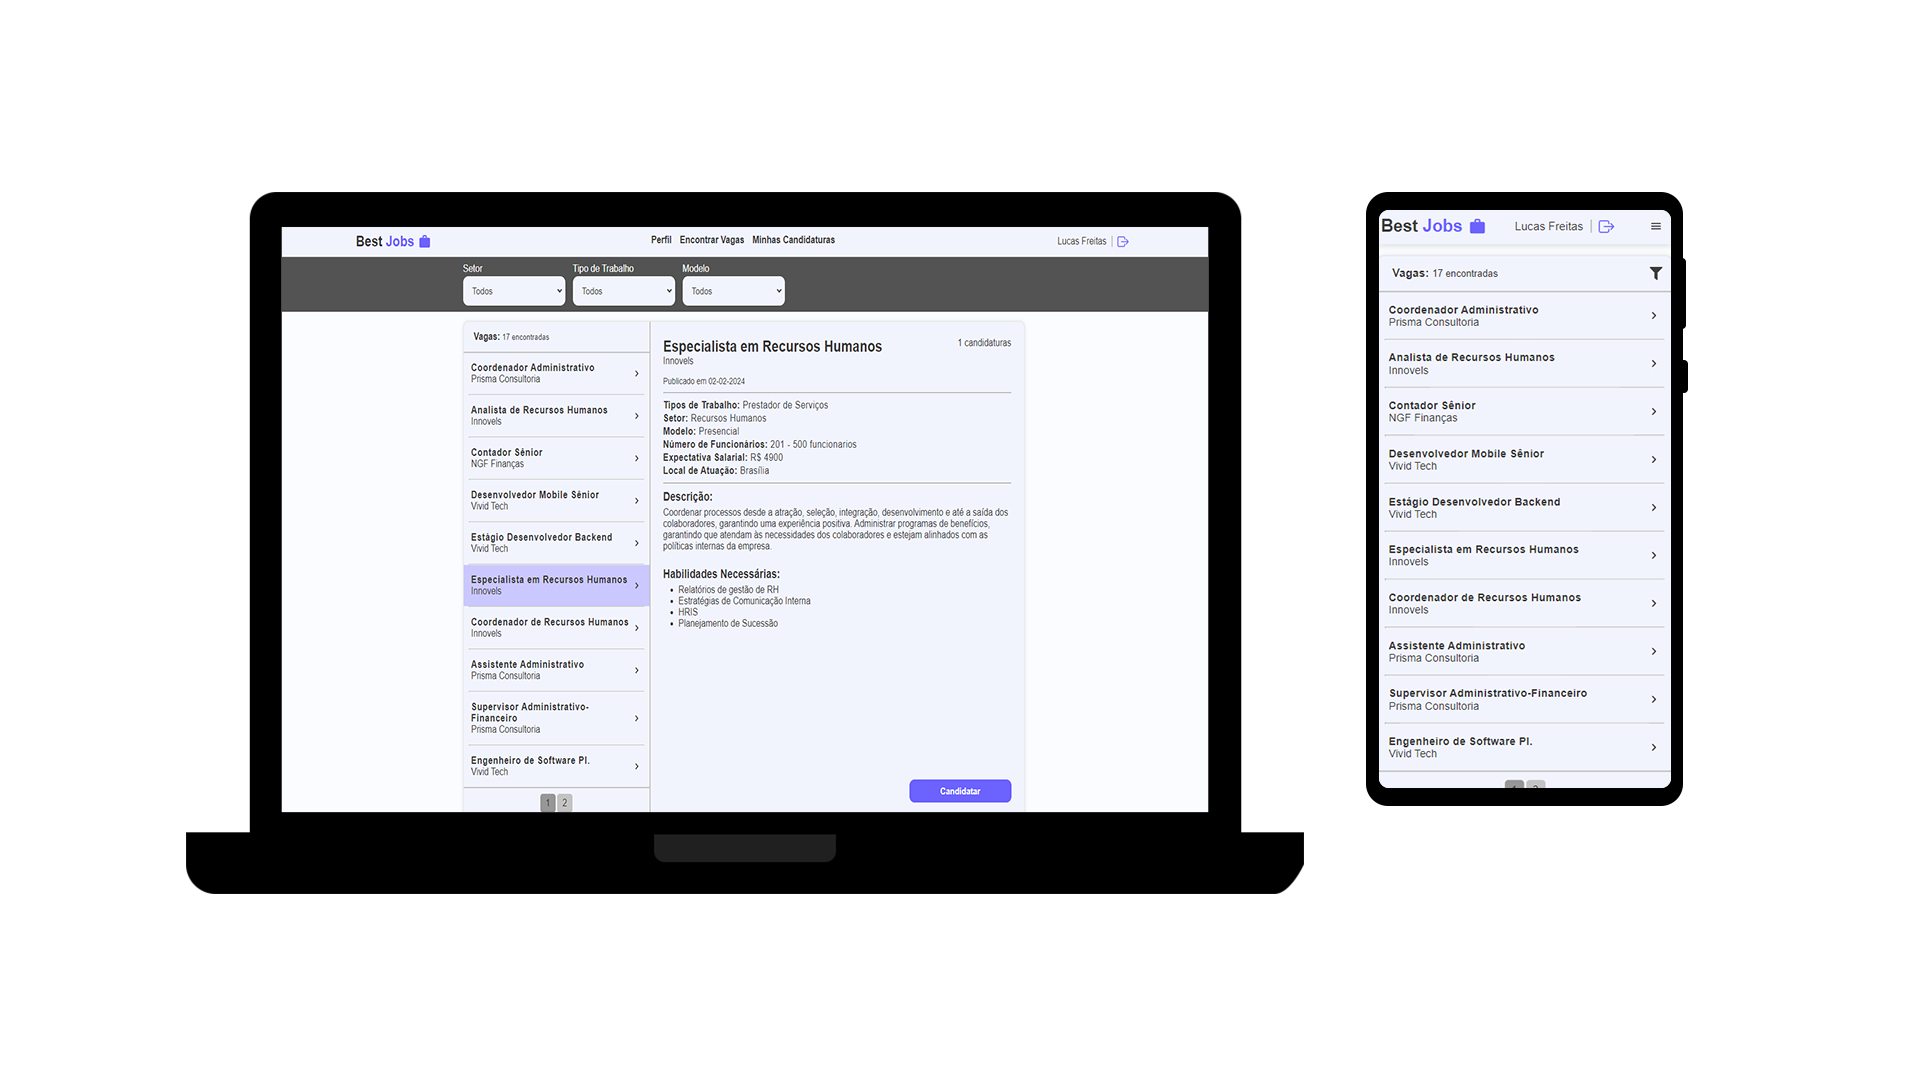 Best Jobs
Perfil Encontrar Vagas Minhas Candidaturas
Lucas Freitas
Setor
Todos
Tipo de Trabalho
Todos
Modelo
Todos
Vagas: 17 encontradas
Coordenador Administrativo
Prisma Consultoria
Analista de Recursos Humanos
Innovels
Contador Sênior
NGF Finanças
Desenvolvedor Mobile Sênior
Vivid Tech
Estágio Desenvolvedor Backend
Vivid Tech
Especialista em Recursos Humanos
Innovels
Coordenador de Recursos Humanos
Innovels
Assistente Administrativo
Prisma Consultoria
Supervisor Administrativo-
Financeiro
Prisma Consultoria
Engenheiro de Software Pl.
Vivid Tech
1 2
Especialista em Recursos Humanos
1 candidaturas
Innovels
Publicado em 02-02-2024
Tipos de Trabalho: Prestador de Serviços
Setor: Recursos Humanos
Modelo: Presencial
Número de Funcionários: 201 - 500 funcionarios
Expectativa Salarial: R$ 4900
Local de Atuação: Brasília
Descrição:
Coordenar processos desde a atração, seleção, integração, desenvolvimento e até a saída dos
colaboradores, garantindo uma experiência positiva. Administrar programas de benefícios,
garantindo que atendam às necessidades dos colaboradores e estejam alinhados com as
políticas internas da empresa.
Habilidades Necessárias:
• Relatórios de gestão de RH
• Estratégias de Comunicação Interna
• HRIS
• Planejamento de Sucessão
Candidatar
Best Jobs
Lucas Freitas
Vagas: 17 encontradas
Coordenador Administrativo
Prisma Consultoria
Analista de Recursos Humanos
Innovels
Contador Sênior
NGF Finanças
Desenvolvedor Mobile Sênior
Vivid Tech
Estágio Desenvolvedor Backend
Vivid Tech
Especialista em Recursos Humanos
Innovels
Coordenador de Recursos Humanos
Innovels
Assistente Administrativo
Prisma Consultoria
Supervisor Administrativo-Financeiro
Prisma Consultoria
Engenheiro de Software Pl.
Vivid Tech